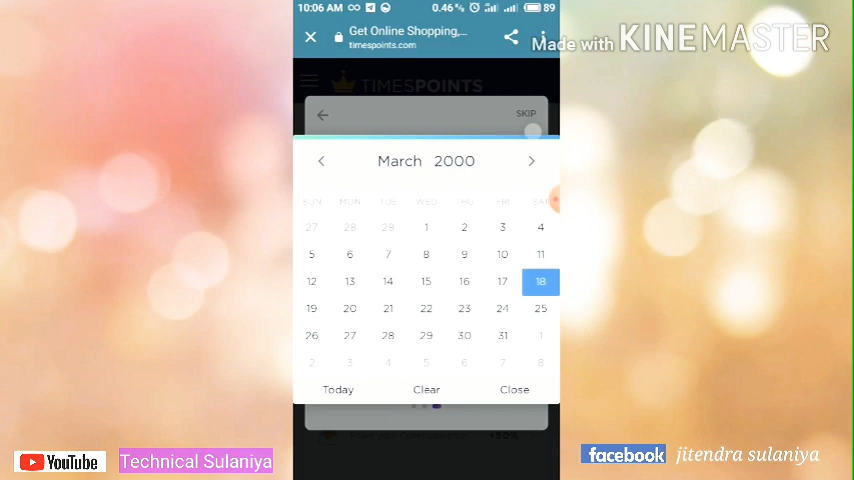 10:06 AM
0.46 ᴷ/s
89
Get Online Shopping,...
timespoints.com
Made with KINEMASTER
TIMESPOINTS
SKIP
March 2000
SUN MON TUE WED THU FRI SAT
27 28 29 1 2 3 4
5 6 7 8 9 10 11
12 13 14 15 16 17 18
19 20 21 22 23 24 25
26 27 28 29 30 31 1
2 3 4 5 6 7 8
Today Clear Close
+50%
YouTube Technical Sulaniya
facebook jitendra sulaniya